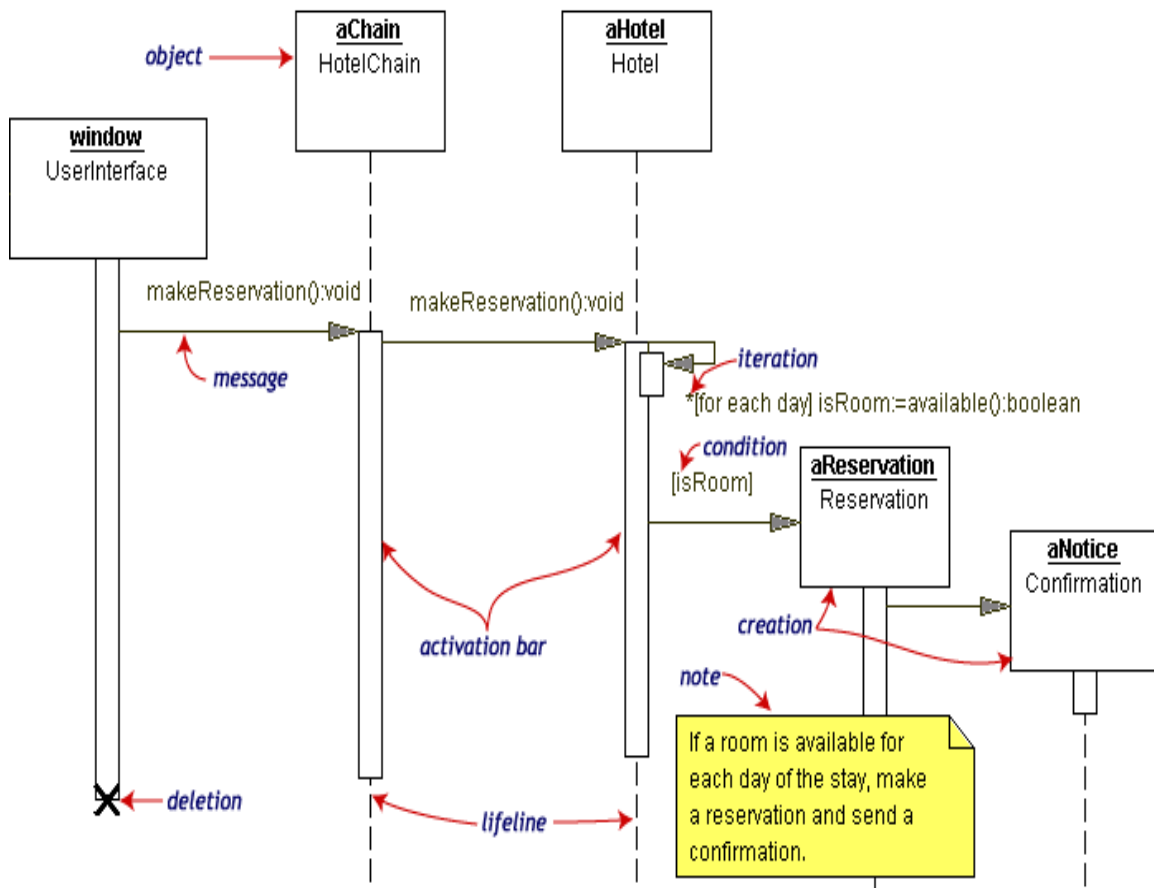 aChain
HotelChain
aHotel
Hotel
object
window
UserInterface
makeReservation():void
makeReservation():void
message
iteration
*[for each day] isRoom:=available():boolean
condition
[isRoom]
aReservation
Reservation
aNotice
Confirmation
activation bar
creation
note
If a room is available for
each day of the stay, make
a reservation and send a
confirmation.
deletion
lifeline